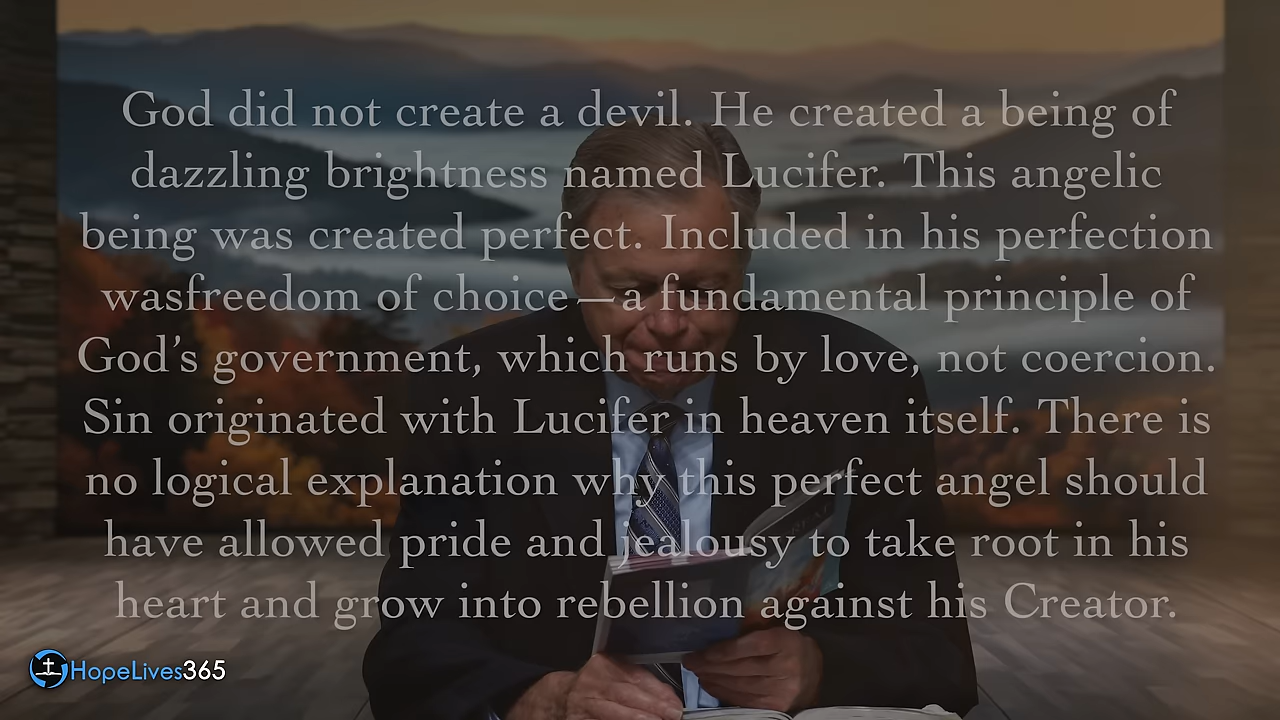 God did not create a devil. He created a being of
dazzling brightness named Lucifer. This angelic
being was created perfect. Included in his perfection
wasfreedom of choice—a fundamental principle of
God's government, which runs by love, not coercion.
Sin originated with Lucifer in heaven itself. There is
no logical explanation why this perfect angel should
have allowed pride and jealousy to take root in his
heart and grow into rebellion against his Creator.
HopeLives365